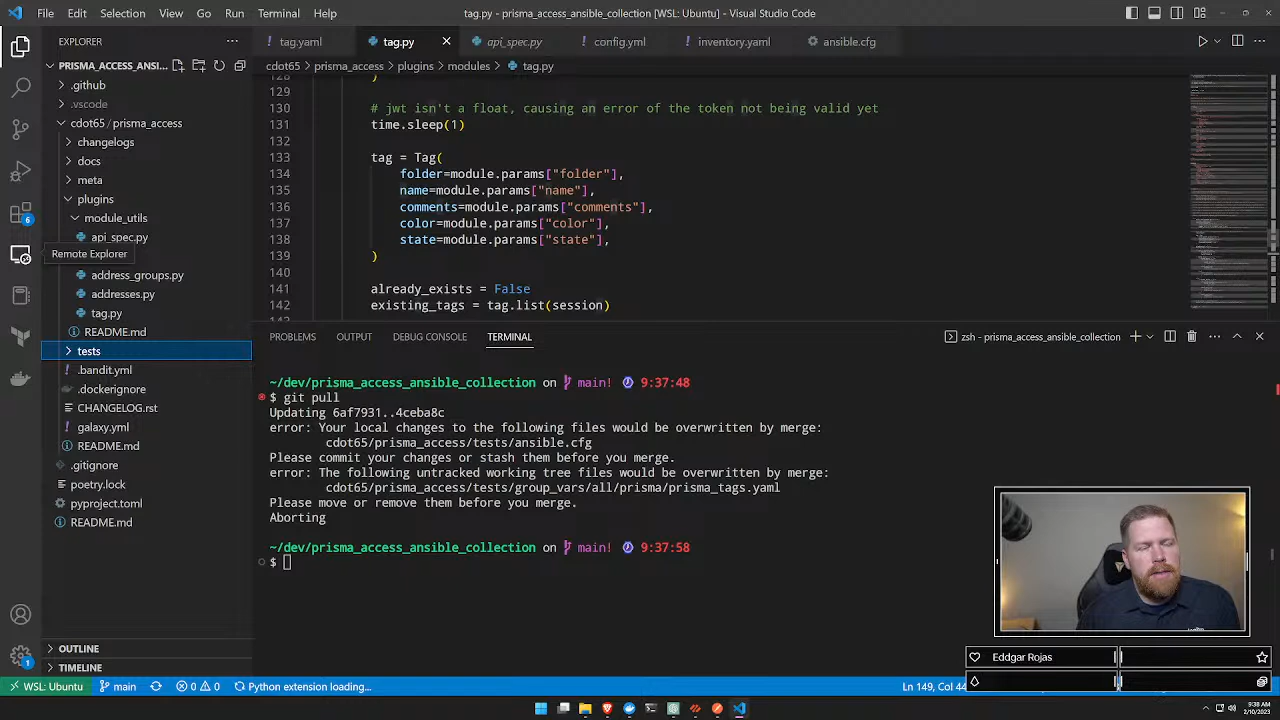 File Edit Selection View Go Run Terminal Help
tag.py - prisma_access_ansible_collection [WSL: Ubuntu] - Visual Studio Code
EXPLORER
PRISMA_ACCESS_ANSI...
.github
.vscode
cdot65 / prisma_access
changelogs
docs
meta
plugins
module_utils
api_spec.py
Remote Explorer
address_groups.py
addresses.py
tag.py
README.md
tests
.bandit.yml
.dockerignore
CHANGELOG.rst
galaxy.yml
README.md
.gitignore
poetry.lock
pyproject.toml
README.md
OUTLINE
TIMELINE
6
1
tag.yaml
tag.py
api_spec.py
config.yml
inventory.yaml
ansible.cfg
cdot65 > prisma_access > plugins > modules > tag.py
128 )
129
130 # jwt isn't a float, causing an error of the token not being valid yet
131 time.sleep(1)
132
133 tag = Tag(
134 folder=module.params["folder"],
135 name=module.params["name"],
136 comments=module.params["comments"],
137 color=module.params["color"],
138 state=module.params["state"],
139 )
140
141 already_exists = False
142 existing_tags = tag_list(session)
PROBLEMS OUTPUT DEBUG CONSOLE TERMINAL
zsh - prisma_access_ansible_collection
~/dev/prisma_access_ansible_collection on main! 9:37:48
$ git pull
Updating 6af7931..4ceba8c
error: Your local changes to the following files would be overwritten by merge:
cdot65/prisma_access/tests/ansible.cfg
Please commit your changes or stash them before you merge.
error: The following untracked working tree files would be overwritten by merge:
cdot65/prisma_access/tests/group_vars/all/prisma/prisma_tags.yaml
Please move or remove them before you merge.
Aborting
~/dev/prisma_access_ansible_collection on main! 9:37:58
$
Eddgar Rojas
WSL: Ubuntu main 0 0 Python extension loading...
Ln 149, Col 44
9:38 AM
2/10/2023